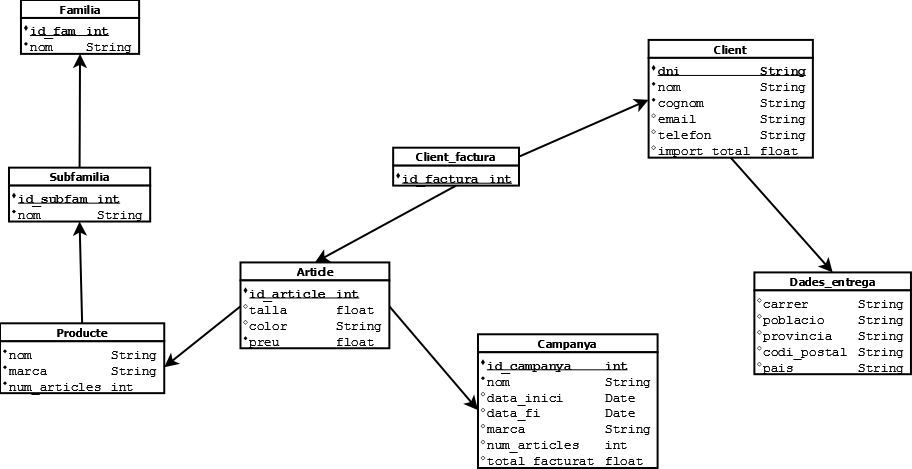 Familia
id_fam int
nom String
Client
dni String
nom String
cognom String
email String
telefon String
import_total float
Client_factura
id_factura int
Subfamilia
id_subfam int
nom String
Article
id_article int
talla float
color String
preu float
Dades_entrega
carrer String
poblacio String
provincia String
codi_postal String
pais String
Producte
nom String
marca String
num_articles int
Campanya
id_campanya int
nom String
data_inici Date
data_fi Date
marca String
num_articles int
total_facturat float